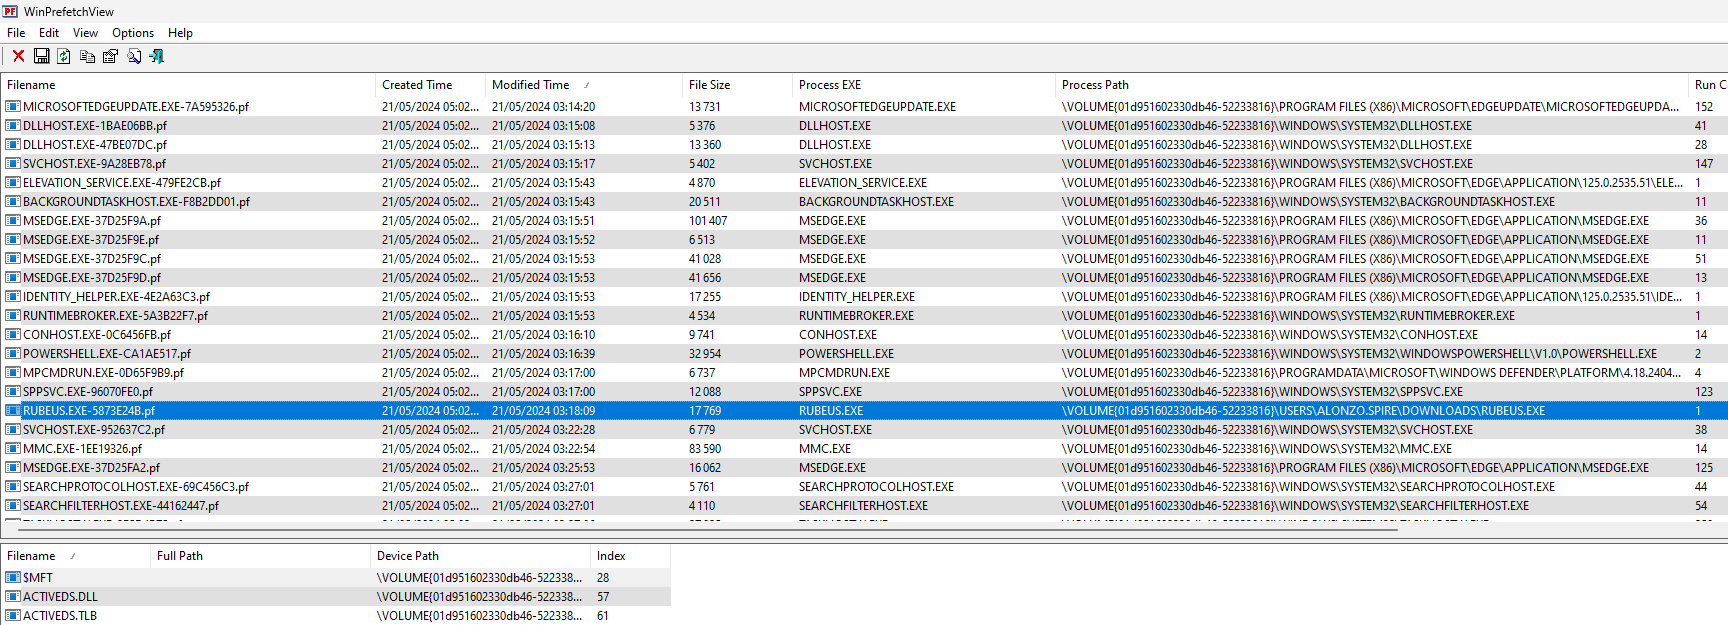 WinPrefetchView
File Edit View Options Help
Filename Created Time Modified Time File Size Process EXE Process Path Run C
MICROSOFTEDGEUPDATE.EXE-7A595326.pf 21/05/2024 05:02... 21/05/2024 03:14:20 13 731 MICROSOFTEDGEUPDATE.EXE \VOLUME{01d951602330db46-52233816}\PROGRAM FILES (X86)\MICROSOFT\EDGEUPDATE\MICROSOFTEDGEUPDA... 152
DLLHOST.EXE-1BAE06BB.pf 21/05/2024 05:02... 21/05/2024 03:15:08 5 376 DLLHOST.EXE \VOLUME{01d951602330db46-52233816}\WINDOWS\SYSTEM32\DLLHOST.EXE 41
DLLHOST.EXE-47BE07DC.pf 21/05/2024 05:02... 21/05/2024 03:15:13 13 360 DLLHOST.EXE \VOLUME{01d951602330db46-52233816}\WINDOWS\SYSTEM32\DLLHOST.EXE 28
SVCHOST.EXE-9A28EB78.pf 21/05/2024 05:02... 21/05/2024 03:15:17 5 402 SVCHOST.EXE \VOLUME{01d951602330db46-52233816}\WINDOWS\SYSTEM32\SVCHOST.EXE 147
ELEVATION_SERVICE.EXE-479FE2CB.pf 21/05/2024 05:02... 21/05/2024 03:15:43 4 870 ELEVATION_SERVICE.EXE \VOLUME{01d951602330db46-52233816}\PROGRAM FILES (X86)\MICROSOFT\EDGE\APPLICATION\125.0.2535.51\ELE... 1
BACKGROUNDTASKHOST.EXE-F8B2DD01.pf 21/05/2024 05:02... 21/05/2024 03:15:43 20 511 BACKGROUNDTASKHOST.EXE \VOLUME{01d951602330db46-52233816}\WINDOWS\SYSTEM32\BACKGROUNDTASKHOST.EXE 11
MSEDGE.EXE-37D25F9A.pf 21/05/2024 05:02... 21/05/2024 03:15:51 101 407 MSEDGE.EXE \VOLUME{01d951602330db46-52233816}\PROGRAM FILES (X86)\MICROSOFT\EDGE\APPLICATION\MSEDGE.EXE 36
MSEDGE.EXE-37D25F9E.pf 21/05/2024 05:02... 21/05/2024 03:15:52 6 513 MSEDGE.EXE \VOLUME{01d951602330db46-52233816}\PROGRAM FILES (X86)\MICROSOFT\EDGE\APPLICATION\MSEDGE.EXE 11
MSEDGE.EXE-37D25F9C.pf 21/05/2024 05:02... 21/05/2024 03:15:53 41 028 MSEDGE.EXE \VOLUME{01d951602330db46-52233816}\PROGRAM FILES (X86)\MICROSOFT\EDGE\APPLICATION\MSEDGE.EXE 51
MSEDGE.EXE-37D25F9D.pf 21/05/2024 05:02... 21/05/2024 03:15:53 41 656 MSEDGE.EXE \VOLUME{01d951602330db46-52233816}\PROGRAM FILES (X86)\MICROSOFT\EDGE\APPLICATION\MSEDGE.EXE 13
IDENTITY_HELPER.EXE-4E2A63C3.pf 21/05/2024 05:02... 21/05/2024 03:15:53 17 255 IDENTITY_HELPER.EXE \VOLUME{01d951602330db46-52233816}\PROGRAM FILES (X86)\MICROSOFT\EDGE\APPLICATION\125.0.2535.51\IDE... 1
RUNTIMEBROKER.EXE-5A3B22F7.pf 21/05/2024 05:02... 21/05/2024 03:15:53 4 534 RUNTIMEBROKER.EXE \VOLUME{01d951602330db46-52233816}\WINDOWS\SYSTEM32\RUNTIMEBROKER.EXE 1
CONHOST.EXE-0C6456FB.pf 21/05/2024 05:02... 21/05/2024 03:16:10 9 741 CONHOST.EXE \VOLUME{01d951602330db46-52233816}\WINDOWS\SYSTEM32\CONHOST.EXE 14
POWERSHELL.EXE-CA1AE517.pf 21/05/2024 05:02... 21/05/2024 03:16:39 32 954 POWERSHELL.EXE \VOLUME{01d951602330db46-52233816}\WINDOWS\SYSTEM32\WINDOWSPOWERSHELL\V1.0\POWERSHELL.EXE 2
MPCMDRUN.EXE-0D65F9B9.pf 21/05/2024 05:02... 21/05/2024 03:17:00 6 737 MPCMDRUN.EXE \VOLUME{01d951602330db46-52233816}\PROGRAMDATA\MICROSOFT\WINDOWS DEFENDER\PLATFORM\4.18.2404... 4
SPPSVC.EXE-96070FE0.pf 21/05/2024 05:02... 21/05/2024 03:17:00 12 088 SPPSVC.EXE \VOLUME{01d951602330db46-52233816}\WINDOWS\SYSTEM32\SPPSVC.EXE 123
RUBEUS.EXE-5873E24B.pf 21/05/2024 05:02... 21/05/2024 03:18:09 17 769 RUBEUS.EXE \VOLUME{01d951602330db46-52233816}\USERS\ALONZO.SPIRE\DOWNLOADS\RUBEUS.EXE 1
SVCHOST.EXE-952637C2.pf 21/05/2024 05:02... 21/05/2024 03:22:28 6 779 SVCHOST.EXE \VOLUME{01d951602330db46-52233816}\WINDOWS\SYSTEM32\SVCHOST.EXE 38
MMC.EXE-1EE19326.pf 21/05/2024 05:02... 21/05/2024 03:22:54 83 590 MMC.EXE \VOLUME{01d951602330db46-52233816}\WINDOWS\SYSTEM32\MMC.EXE 14
MSEDGE.EXE-37D25FA2.pf 21/05/2024 05:02... 21/05/2024 03:25:53 16 062 MSEDGE.EXE \VOLUME{01d951602330db46-52233816}\PROGRAM FILES (X86)\MICROSOFT\EDGE\APPLICATION\MSEDGE.EXE 125
SEARCHPROTOCOLHOST.EXE-69C456C3.pf 21/05/2024 05:02... 21/05/2024 03:27:01 5 761 SEARCHPROTOCOLHOST.EXE \VOLUME{01d951602330db46-52233816}\WINDOWS\SYSTEM32\SEARCHPROTOCOLHOST.EXE 44
SEARCHFILTERHOST.EXE-44162447.pf 21/05/2024 05:02... 21/05/2024 03:27:01 4 110 SEARCHFILTERHOST.EXE \VOLUME{01d951602330db46-52233816}\WINDOWS\SYSTEM32\SEARCHFILTERHOST.EXE 54
Filename Full Path Device Path Index
$MFT \VOLUME{01d951602330db46-522338... 28
ACTIVEDS.DLL \VOLUME{01d951602330db46-522338... 57
ACTIVEDS.TLB \VOLUME{01d951602330db46-522338... 61